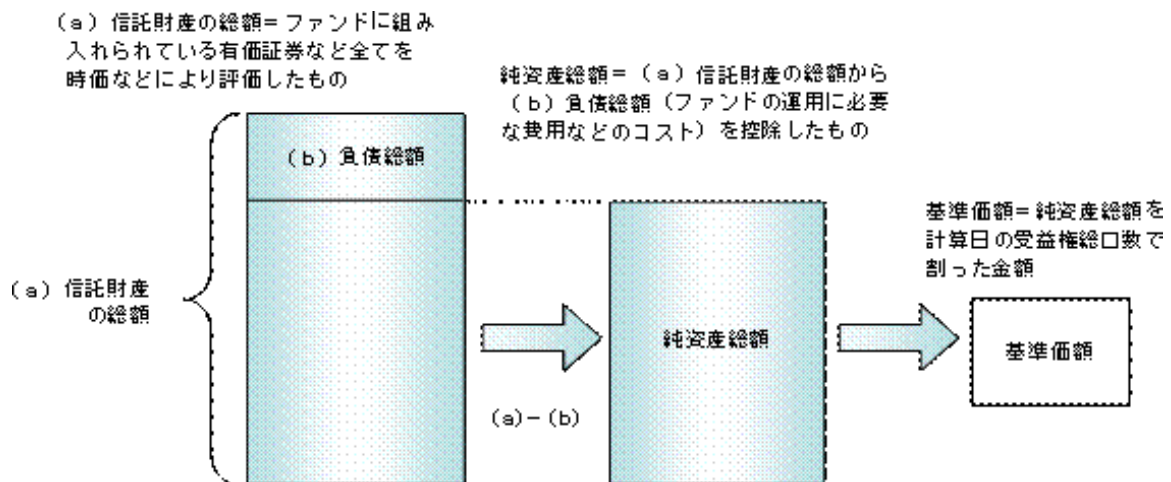 (a) 信託財産の総額=ファンドに組み
入れられている有価証券など全てを
時価などにより評価したもの
純資産総額=(a) 信託財産の総額から
(b) 負債総額(ファンドの運用に必要
な費用などのコスト)を控除したもの
(b) 負債総額
基準価額=純資産総額を
計算日の受益権総口数で
割った金額
(a) 信託財産
の総額
純資産総額
基準価額
(a)-(b)